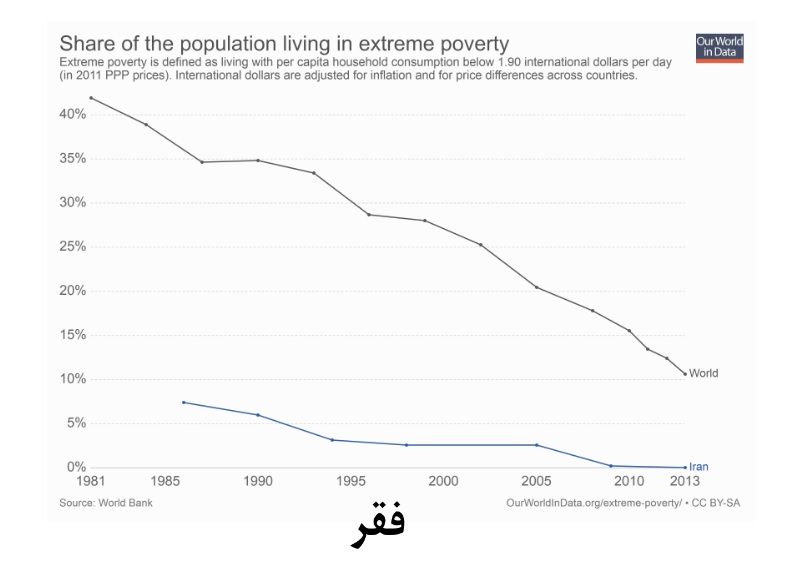 Share of the population living in extreme poverty
Our World
in Data
Extreme poverty is defined as living with per capita household consumption below 1.90 international dollars per day
(in 2011 PPP prices). International dollars are adjusted for inflation and for price differences across countries.
40%
35%
30%
25%
20%
15%
10%
5%
0%
World
Iran
1981 1985 1990 1995 2000 2005 2010 2013
Source: World Bank
OurWorldInData.org/extreme-poverty/ • CC BY-SA
فقر